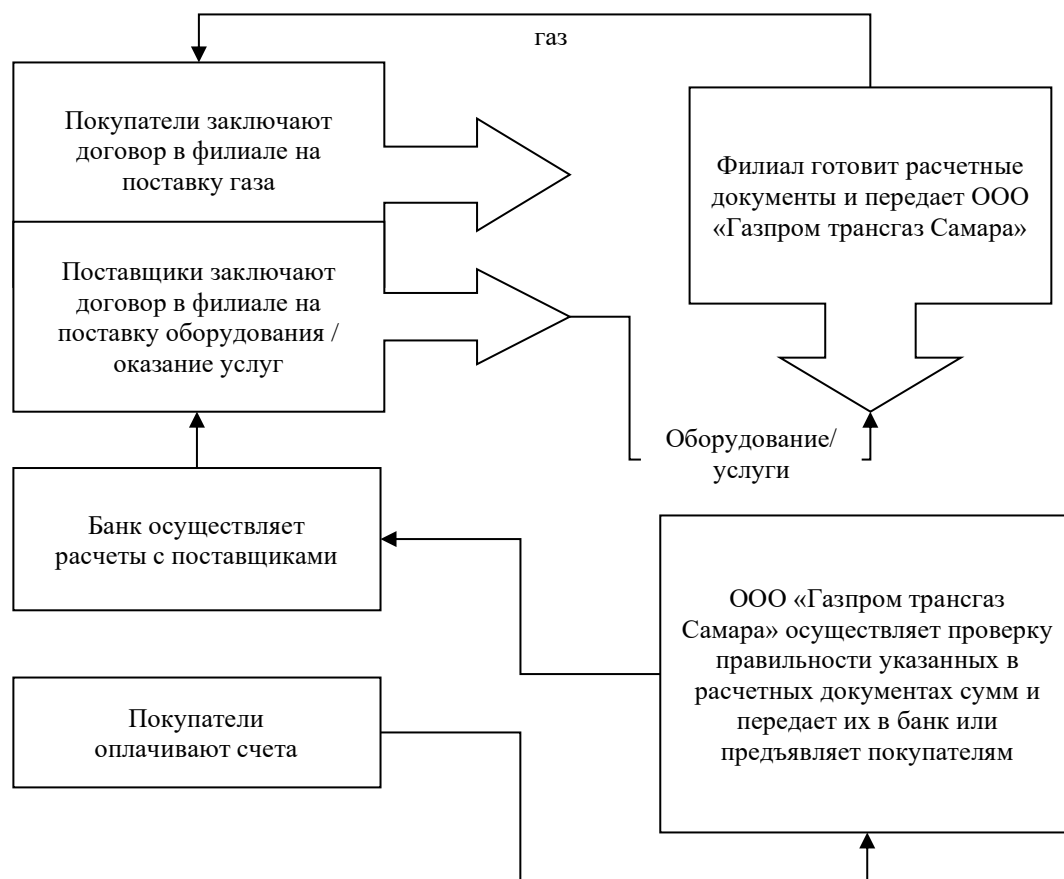 газ
Покупатели заключают
договор в филиале на
поставку газа
Филиал готовит расчетные
документы и передает ООО
«Газпром трансгаз Самара»
Поставщики заключают
договор в филиале на
поставку оборудования /
оказание услуг
Оборудование/
услуги
Банк осуществляет
расчеты с поставщиками
ООО «Газпром трансгаз
Самара» осуществляет проверку
правильности указанных в
расчетных документах сумм и
передает их в банк или
предъявляет покупателям
Покупатели
оплачивают счета